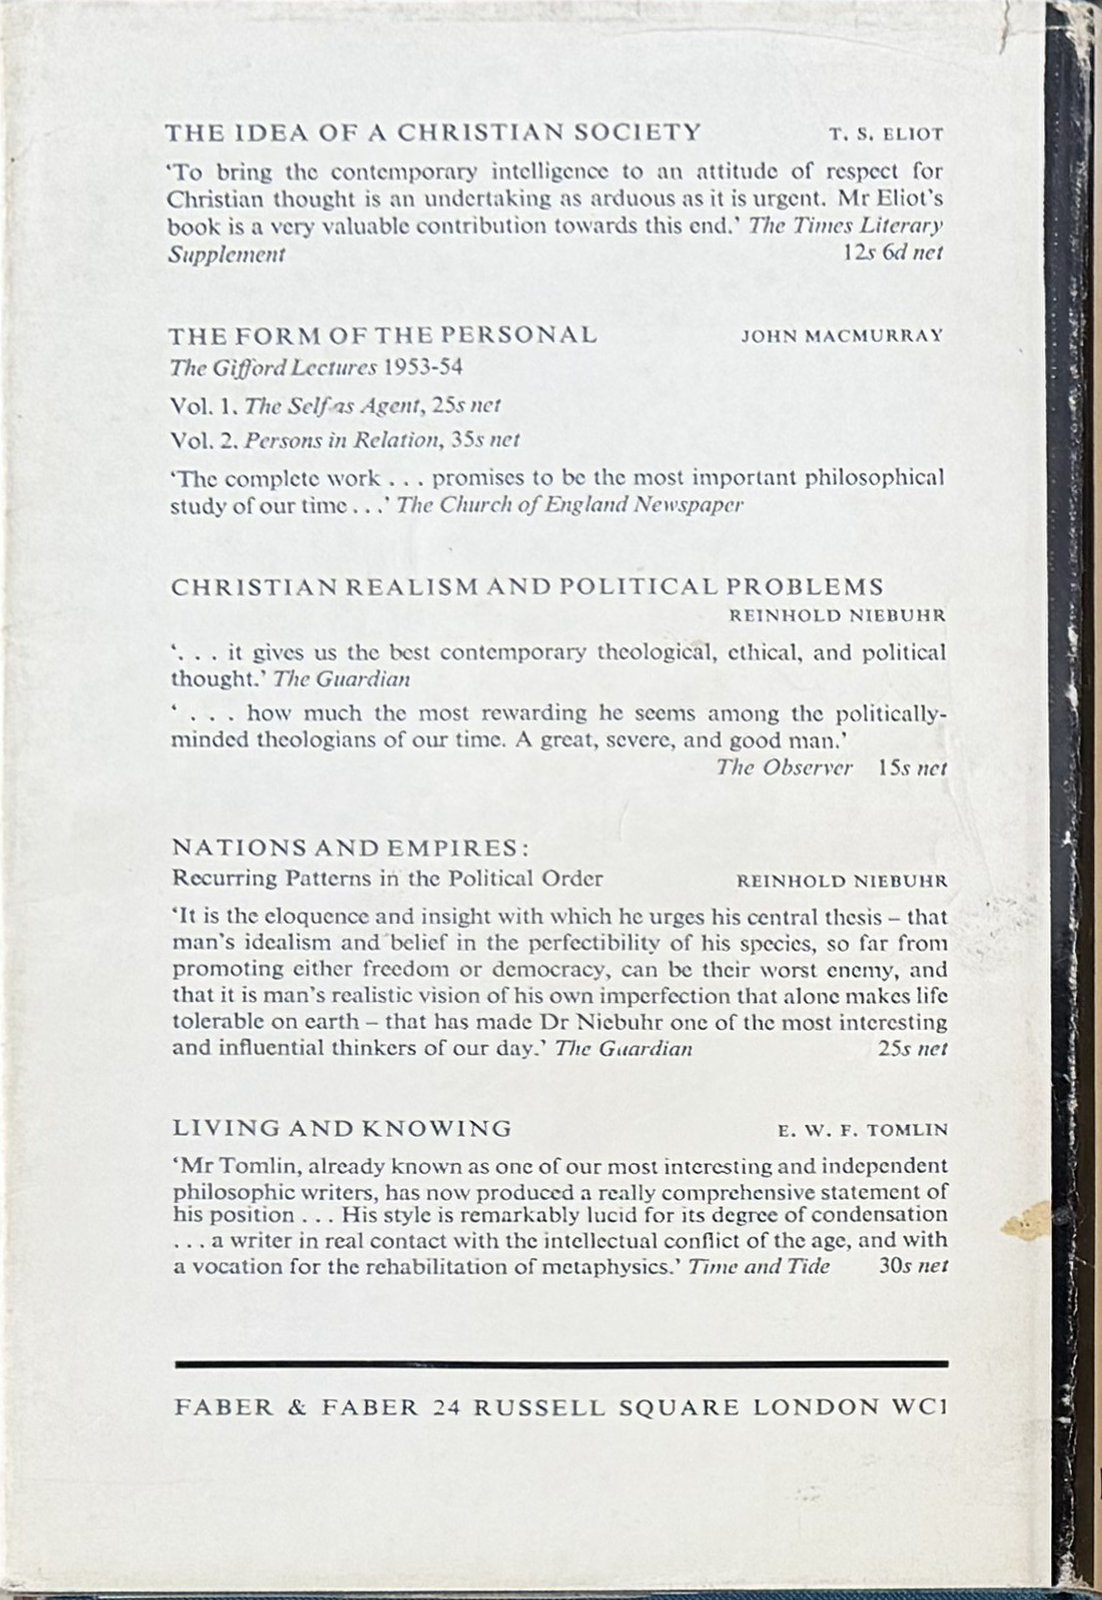 THE IDEA OF A CHRISTIAN SOCIETY T. S. ELIOT
‘To bring the contemporary intelligence to an attitude of respect for
Christian thought is an undertaking as arduous as it is urgent. Mr Eliot’s
book is a very valuable contribution towards this end.’ The Times Literary
Supplement 12s 6d net
THE FORM OF THE PERSONAL JOHN MACMURRAY
The Gifford Lectures 1953-54
Vol. 1. The Self as Agent, 25s net
Vol. 2. Persons in Relation, 35s net
‘The complete work . . . promises to be the most important philosophical
study of our time . . .’ The Church of England Newspaper
CHRISTIAN REALISM AND POLITICAL PROBLEMS
REINHOLD NIEBUHR
‘. . . it gives us the best contemporary theological, ethical, and political
thought.’ The Guardian
‘ . . . how much the most rewarding he seems among the politically-
minded theologians of our time. A great, severe, and good man.’
The Observer 15s net
NATIONS AND EMPIRES:
Recurring Patterns in the Political Order REINHOLD NIEBUHR
‘It is the eloquence and insight with which he urges his central thesis – that
man’s idealism and belief in the perfectibility of his species, so far from
promoting either freedom or democracy, can be their worst enemy, and
that it is man’s realistic vision of his own imperfection that alone makes life
tolerable on earth – that has made Dr Niebuhr one of the most interesting
and influential thinkers of our day.’ The Guardian 25s net
LIVING AND KNOWING E. W. F. TOMLIN
‘Mr Tomlin, already known as one of our most interesting and independent
philosophic writers, has now produced a really comprehensive statement of
his position . . . His style is remarkably lucid for its degree of condensation
. . . a writer in real contact with the intellectual conflict of the age, and with
a vocation for the rehabilitation of metaphysics.’ Time and Tide 30s net
FABER & FABER 24 RUSSELL SQUARE LONDON WC1